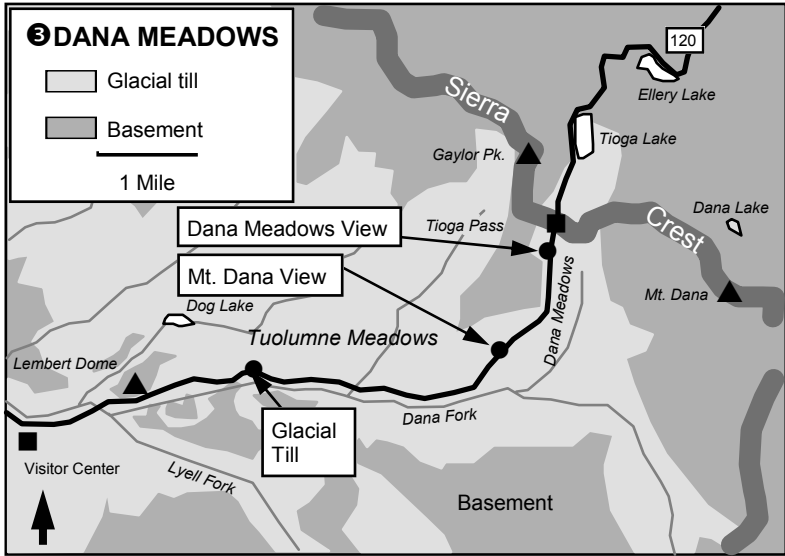 ❸DANA MEADOWS
Glacial till
Basement
1 Mile
120
Ellery Lake
Sierra
Tioga Lake
Gaylor Pk.
Dana Lake
Tioga Pass
Crest
Dana Meadows View
Mt. Dana View
Mt. Dana
Dana Meadows
Dog Lake
Tuolumne Meadows
Lembert Dome
Dana Fork
Glacial
Till
Visitor Center
Lyell Fork
Basement